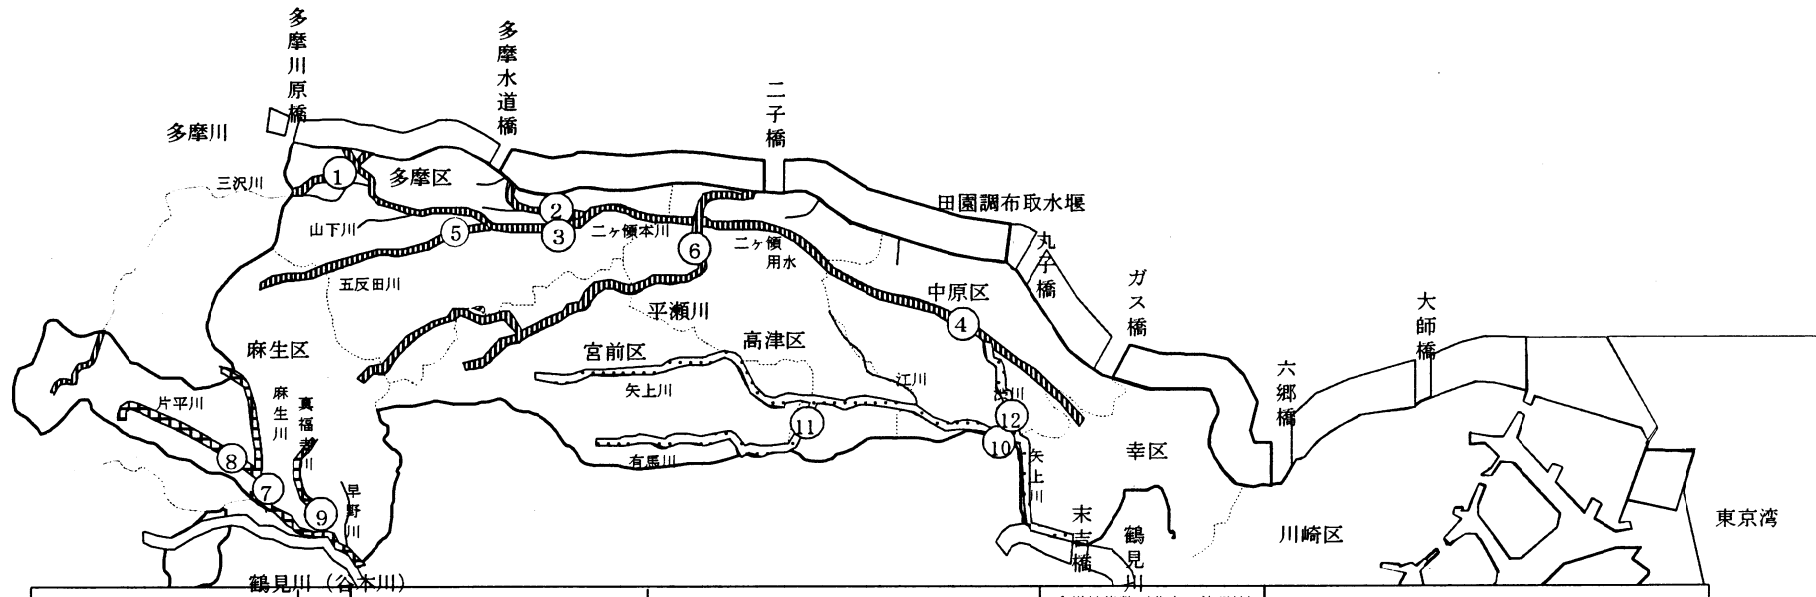 多摩川原橋
多摩水道橋
二子橋
多摩川
三沢川
①
多摩区
田園調布取水堰
②
山下川
⑤
③
二ヶ領本川
⑥
二ヶ領
用水
丸子橋
ガス橋
五反田川
平瀬川
中原区
④
大師橋
麻生区
宮前区
高津区
六郷橋
片平川
麻生川
真福寺川
矢上川
江川
渋川
⑪
⑫
⑧
有馬川
⑩
矢上川
幸区
⑦
⑨
早野川
末吉橋
鶴見川
川崎区
東京湾
鶴見川（谷本川）